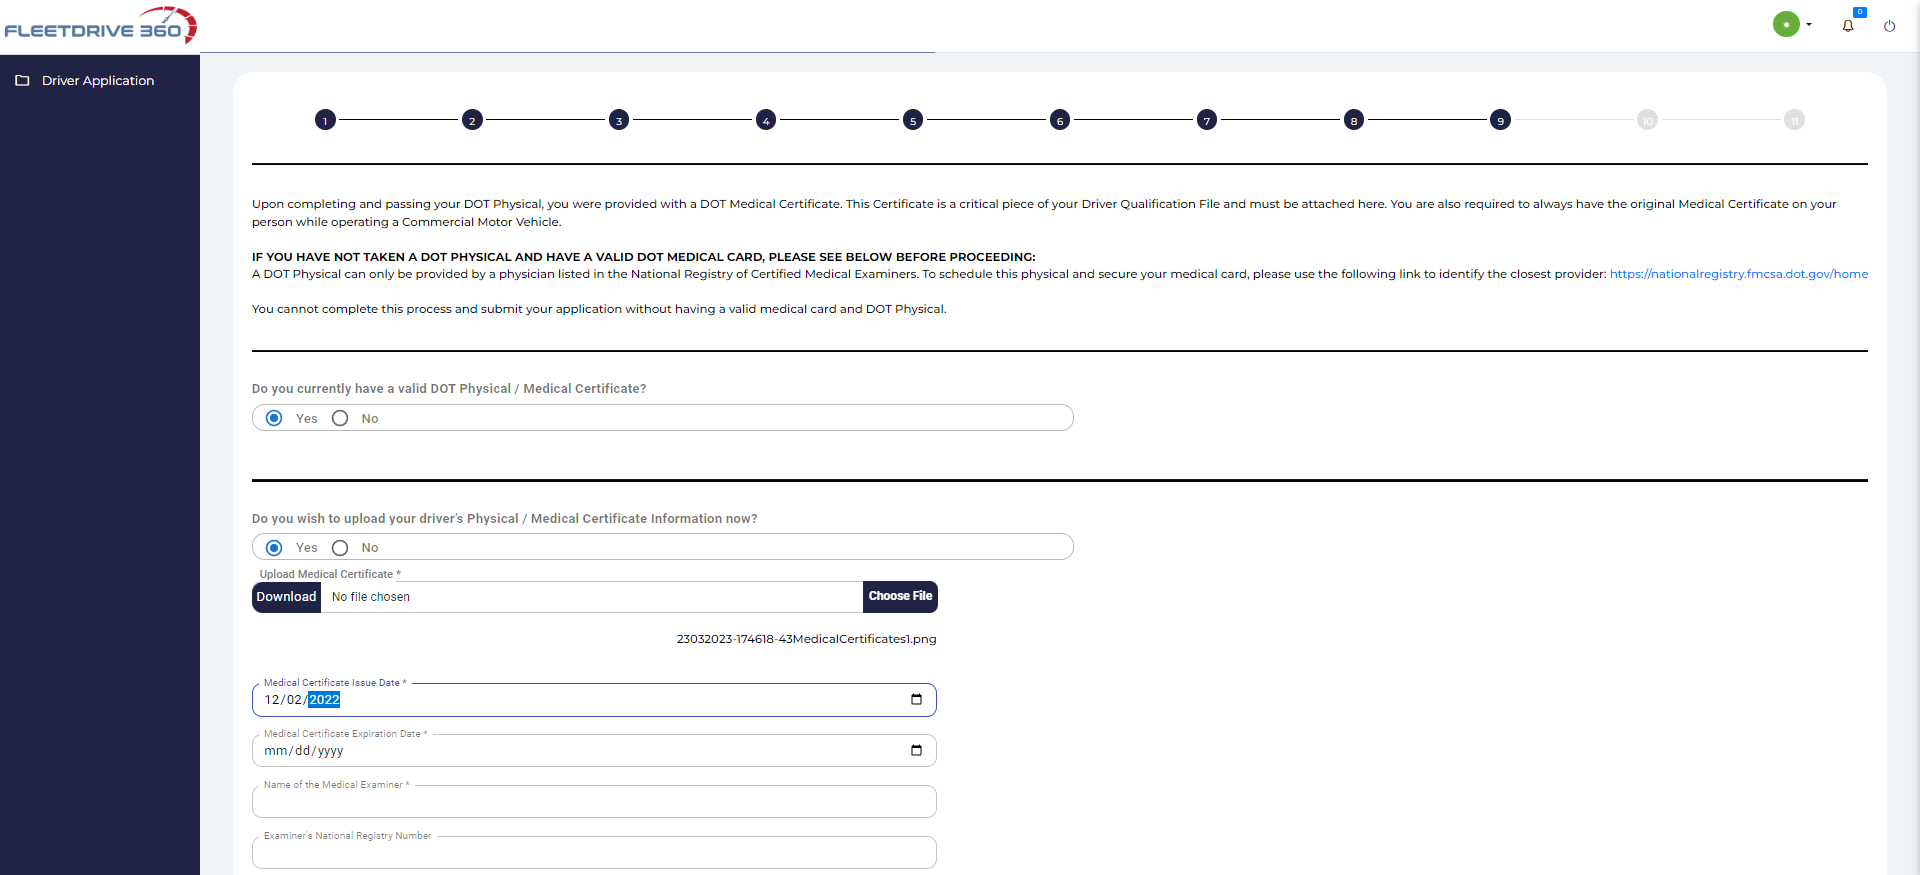 FLEETDRIVE 360
0
Driver Application
1 2 3 4 5 6 7 8 9 10 11
Upon completing and passing your DOT Physical, you were provided with a DOT Medical Certificate. This Certificate is a critical piece of your Driver Qualification File and must be attached here. You are also required to always have the original Medical Certificate on your
person while operating a Commercial Motor Vehicle.
IF YOU HAVE NOT TAKEN A DOT PHYSICAL AND HAVE A VALID DOT MEDICAL CARD, PLEASE SEE BELOW BEFORE PROCEEDING:
A DOT Physical can only be provided by a physician listed in the National Registry of Certified Medical Examiners. To schedule this physical and secure your medical card, please use the following link to identify the closest provider: https://nationalregistry.fmcsa.dot.gov/home
You cannot complete this process and submit your application without having a valid medical card and DOT Physical.
Do you currently have a valid DOT Physical / Medical Certificate?
Yes No
Do you wish to upload your driver's Physical / Medical Certificate Information now?
Yes No
Upload Medical Certificate *
Download No file chosen Choose File
23032023-174618-43MedicalCertificates1.png
Medical Certificate Issue Date *
12/02/2022
Medical Certificate Expiration Date *
mm/dd/yyyy
Name of the Medical Examiner *
Examiner's National Registry Number